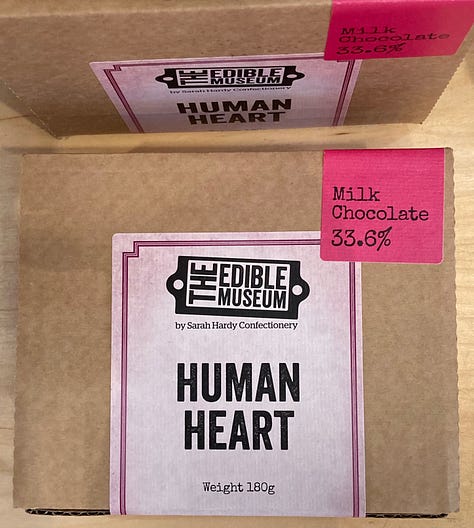 Milk
Chocolate
33.6%
THE EDIBLE
MUSEUM
by Sarah Hardy Confectionery
HUMAN
HEART
Milk
Chocolate
33.6%
THE EDIBLE
MUSEUM
by Sarah Hardy Confectionery
HUMAN
HEART
Weight 180g